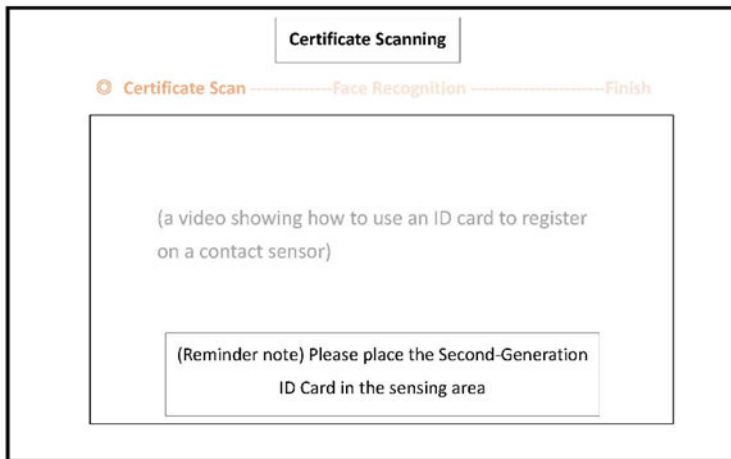 Certificate Scanning
◎ Certificate Scan -------------Face Recognition ----------------------Finish
(a video showing how to use an ID card to register
on a contact sensor)
(Reminder note) Please place the Second-Generation
ID Card in the sensing area